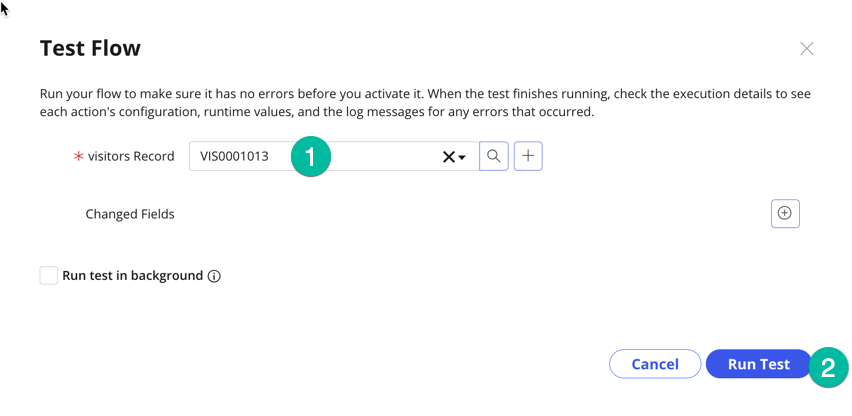 Test Flow
Run your flow to make sure it has no errors before you activate it. When the test finishes running, check the execution details to see
each action's configuration, runtime values, and the log messages for any errors that occurred.
* visitors Record VIS0001013 1
Changed Fields
Run test in background
Cancel Run Test 2